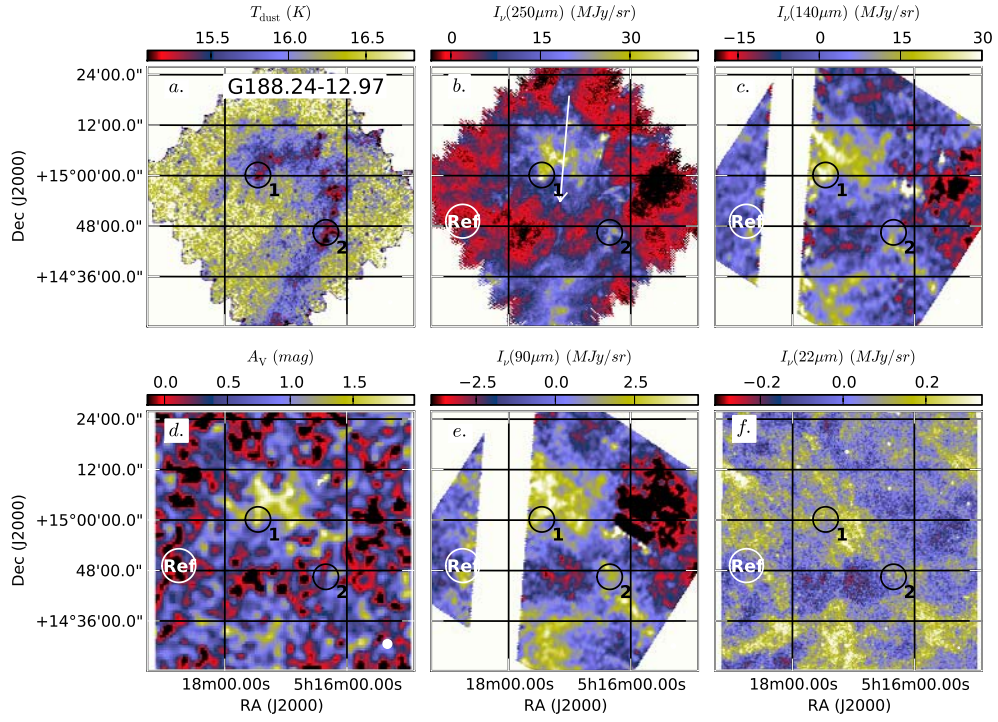 T_dust (K)
I_ν(250μm) (MJy/sr)
I_ν(140μm) (MJy/sr)
15.5 16.0 16.5
0 15 30
−15 0 15 30
24'00.0"
12'00.0"
+15°00'00.0"
48'00.0"
+14°36'00.0"
Dec (J2000)
a.
G188.24-12.97
1
2
b.
1
2
Ref
c.
1
2
Ref
A_V (mag)
I_ν(90μm) (MJy/sr)
I_ν(22μm) (MJy/sr)
0.0 0.5 1.0 1.5
−2.5 0.0 2.5
−0.2 0.0 0.2
24'00.0"
12'00.0"
+15°00'00.0"
48'00.0"
+14°36'00.0"
Dec (J2000)
d.
1
2
Ref
e.
1
2
Ref
f.
1
2
Ref
18m00.00s 5:16m00.00s
18m00.00s 5:16m00.00s
18m00.00s 5:16m00.00s
RA (J2000)
RA (J2000)
RA (J2000)